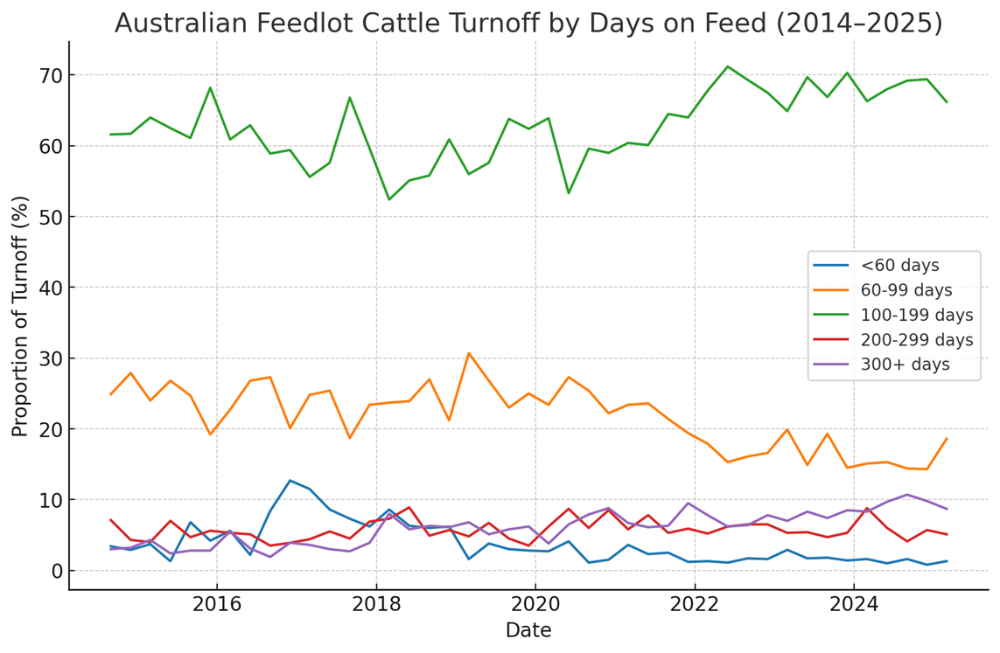 Australian Feedlot Cattle Turnoff by Days on Feed (2014–2025)
Proportion of Turnoff (%)
70
60
50
40
30
20
10
0
<60 days
60-99 days
100-199 days
200-299 days
300+ days
2016 2018 2020 2022 2024
Date